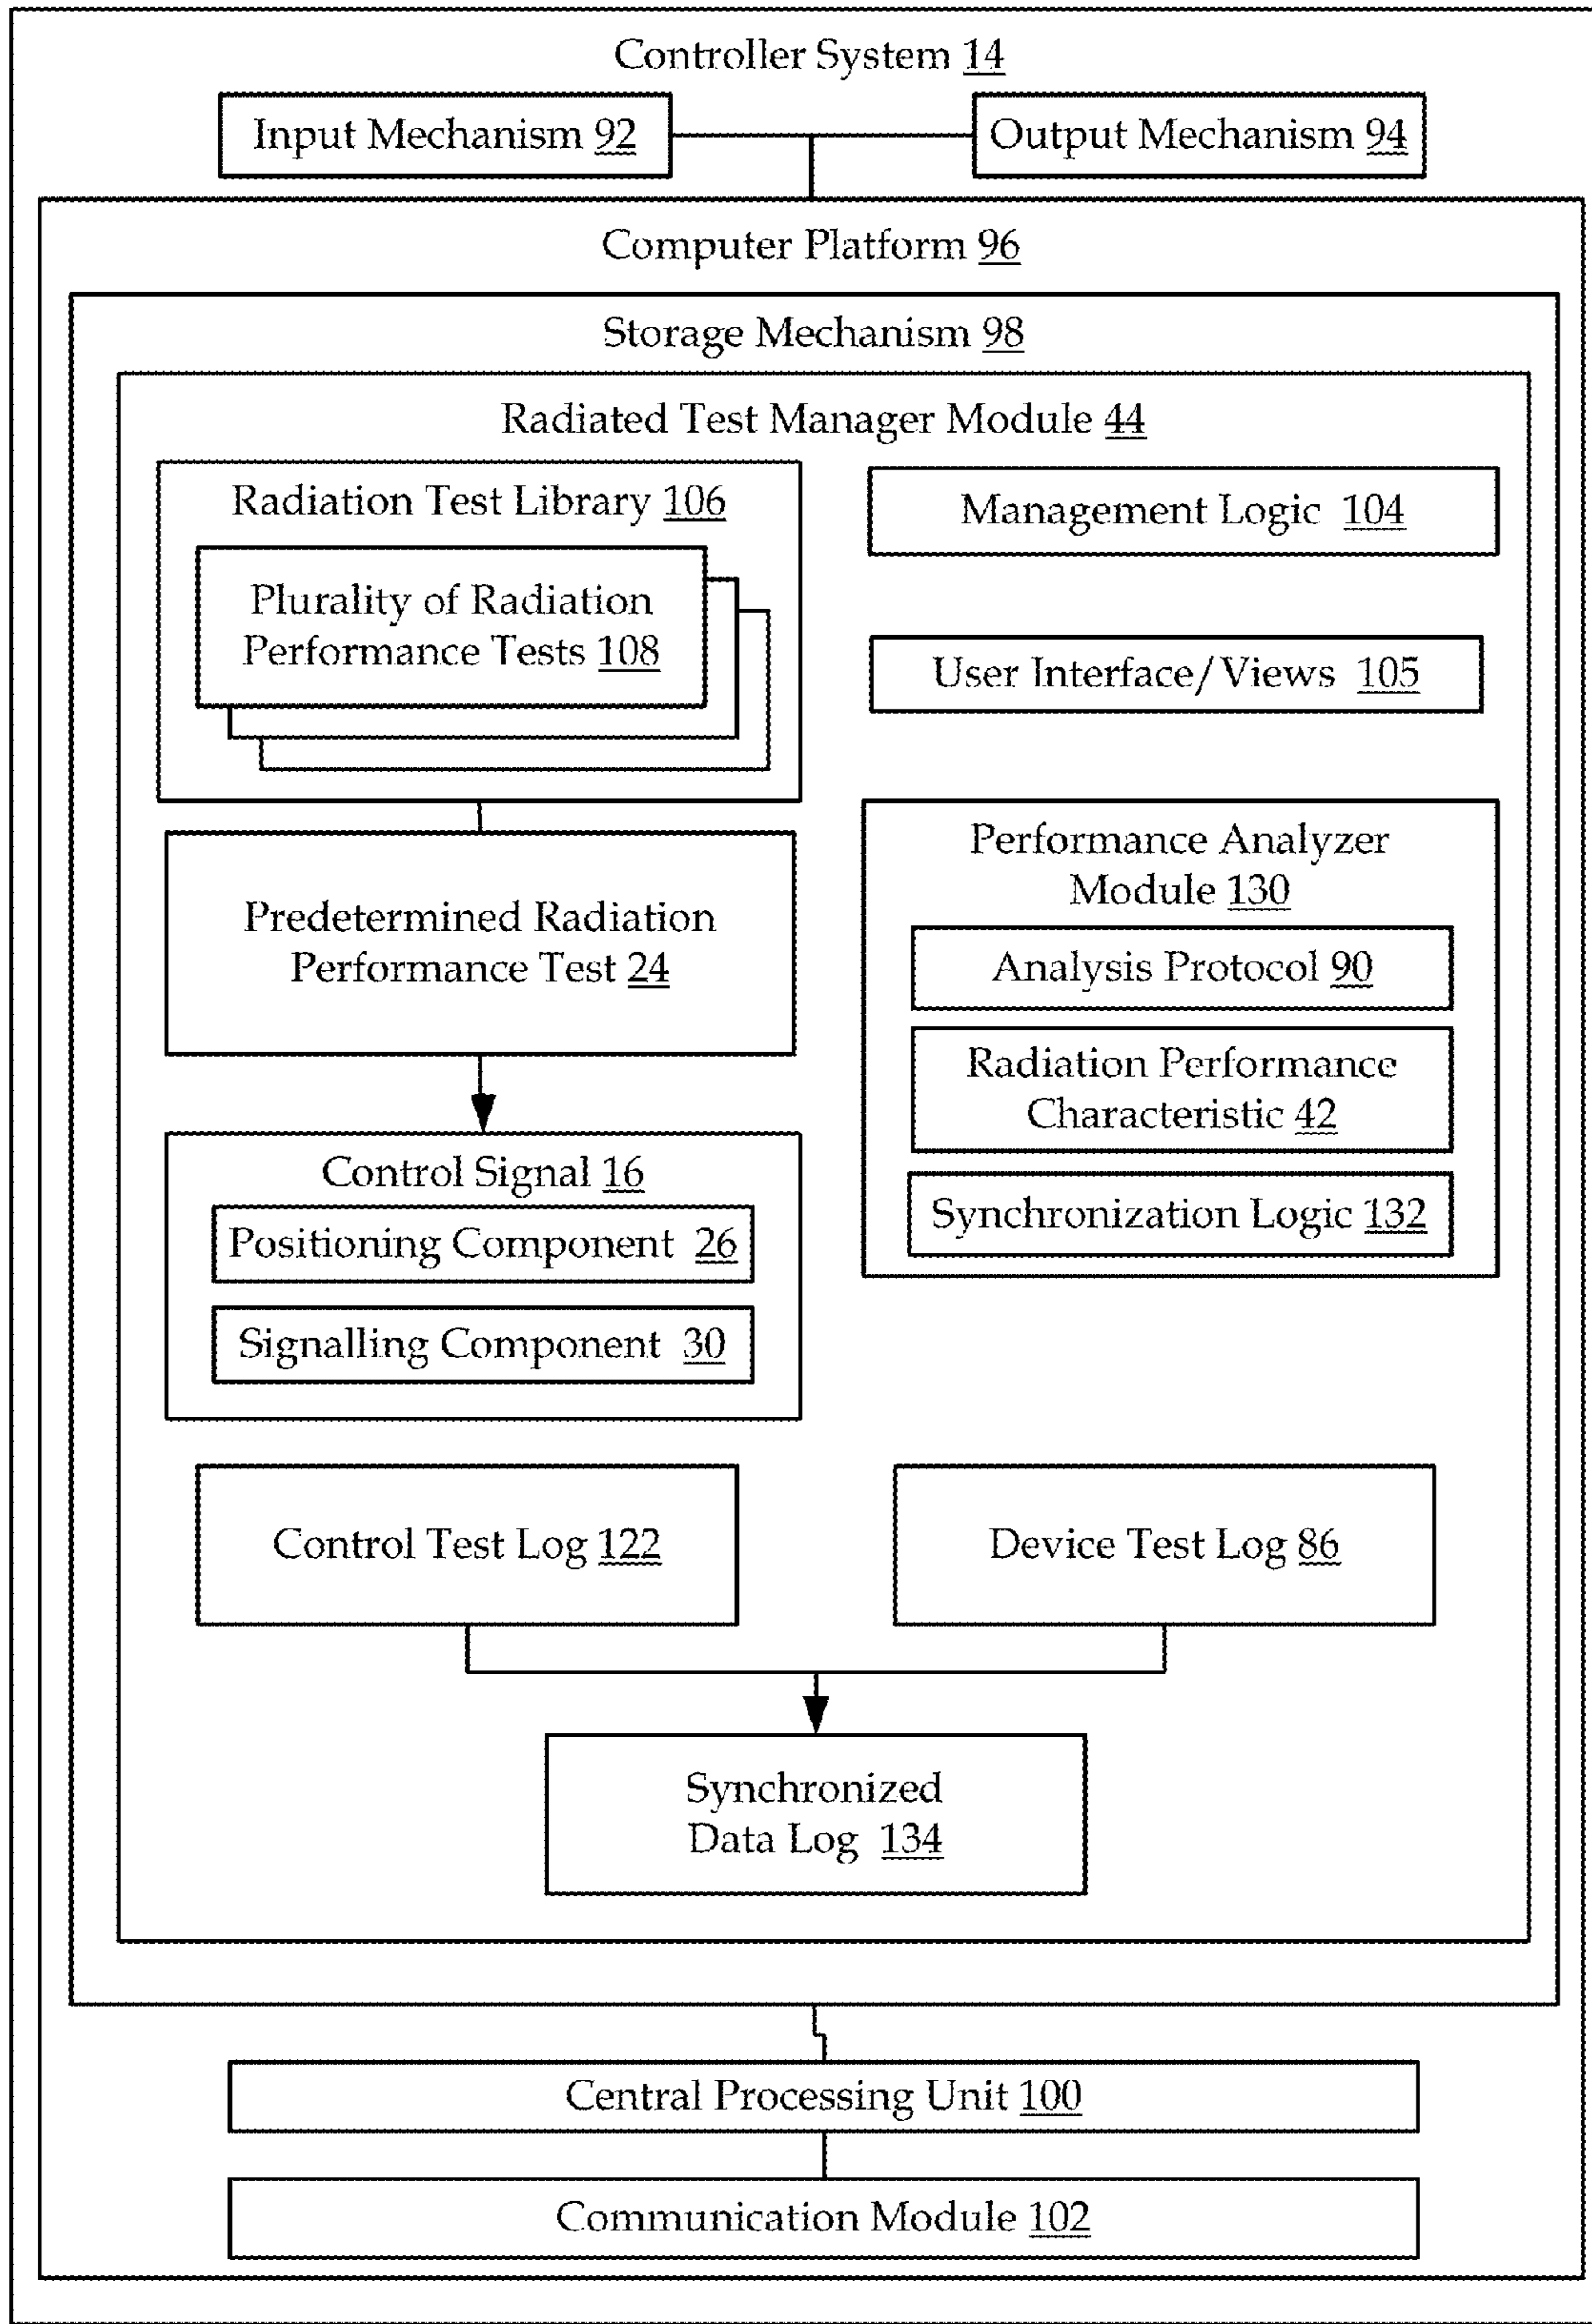 Controller System 14
Input Mechanism 92
Output Mechanism 94
Computer Platform 96
Storage Mechanism 98
Radiated Test Manager Module 44
Radiation Test Library 106
Plurality of Radiation
Performance Tests 108
Management Logic 104
User Interface/Views 105
Predetermined Radiation
Performance Test 24
Performance Analyzer
Module 130
Analysis Protocol 90
Radiation Performance
Characteristic 42
Synchronization Logic 132
Control Signal 16
Positioning Component 26
Signalling Component 30
Control Test Log 122
Device Test Log 86
Synchronized
Data Log 134
Central Processing Unit 100
Communication Module 102